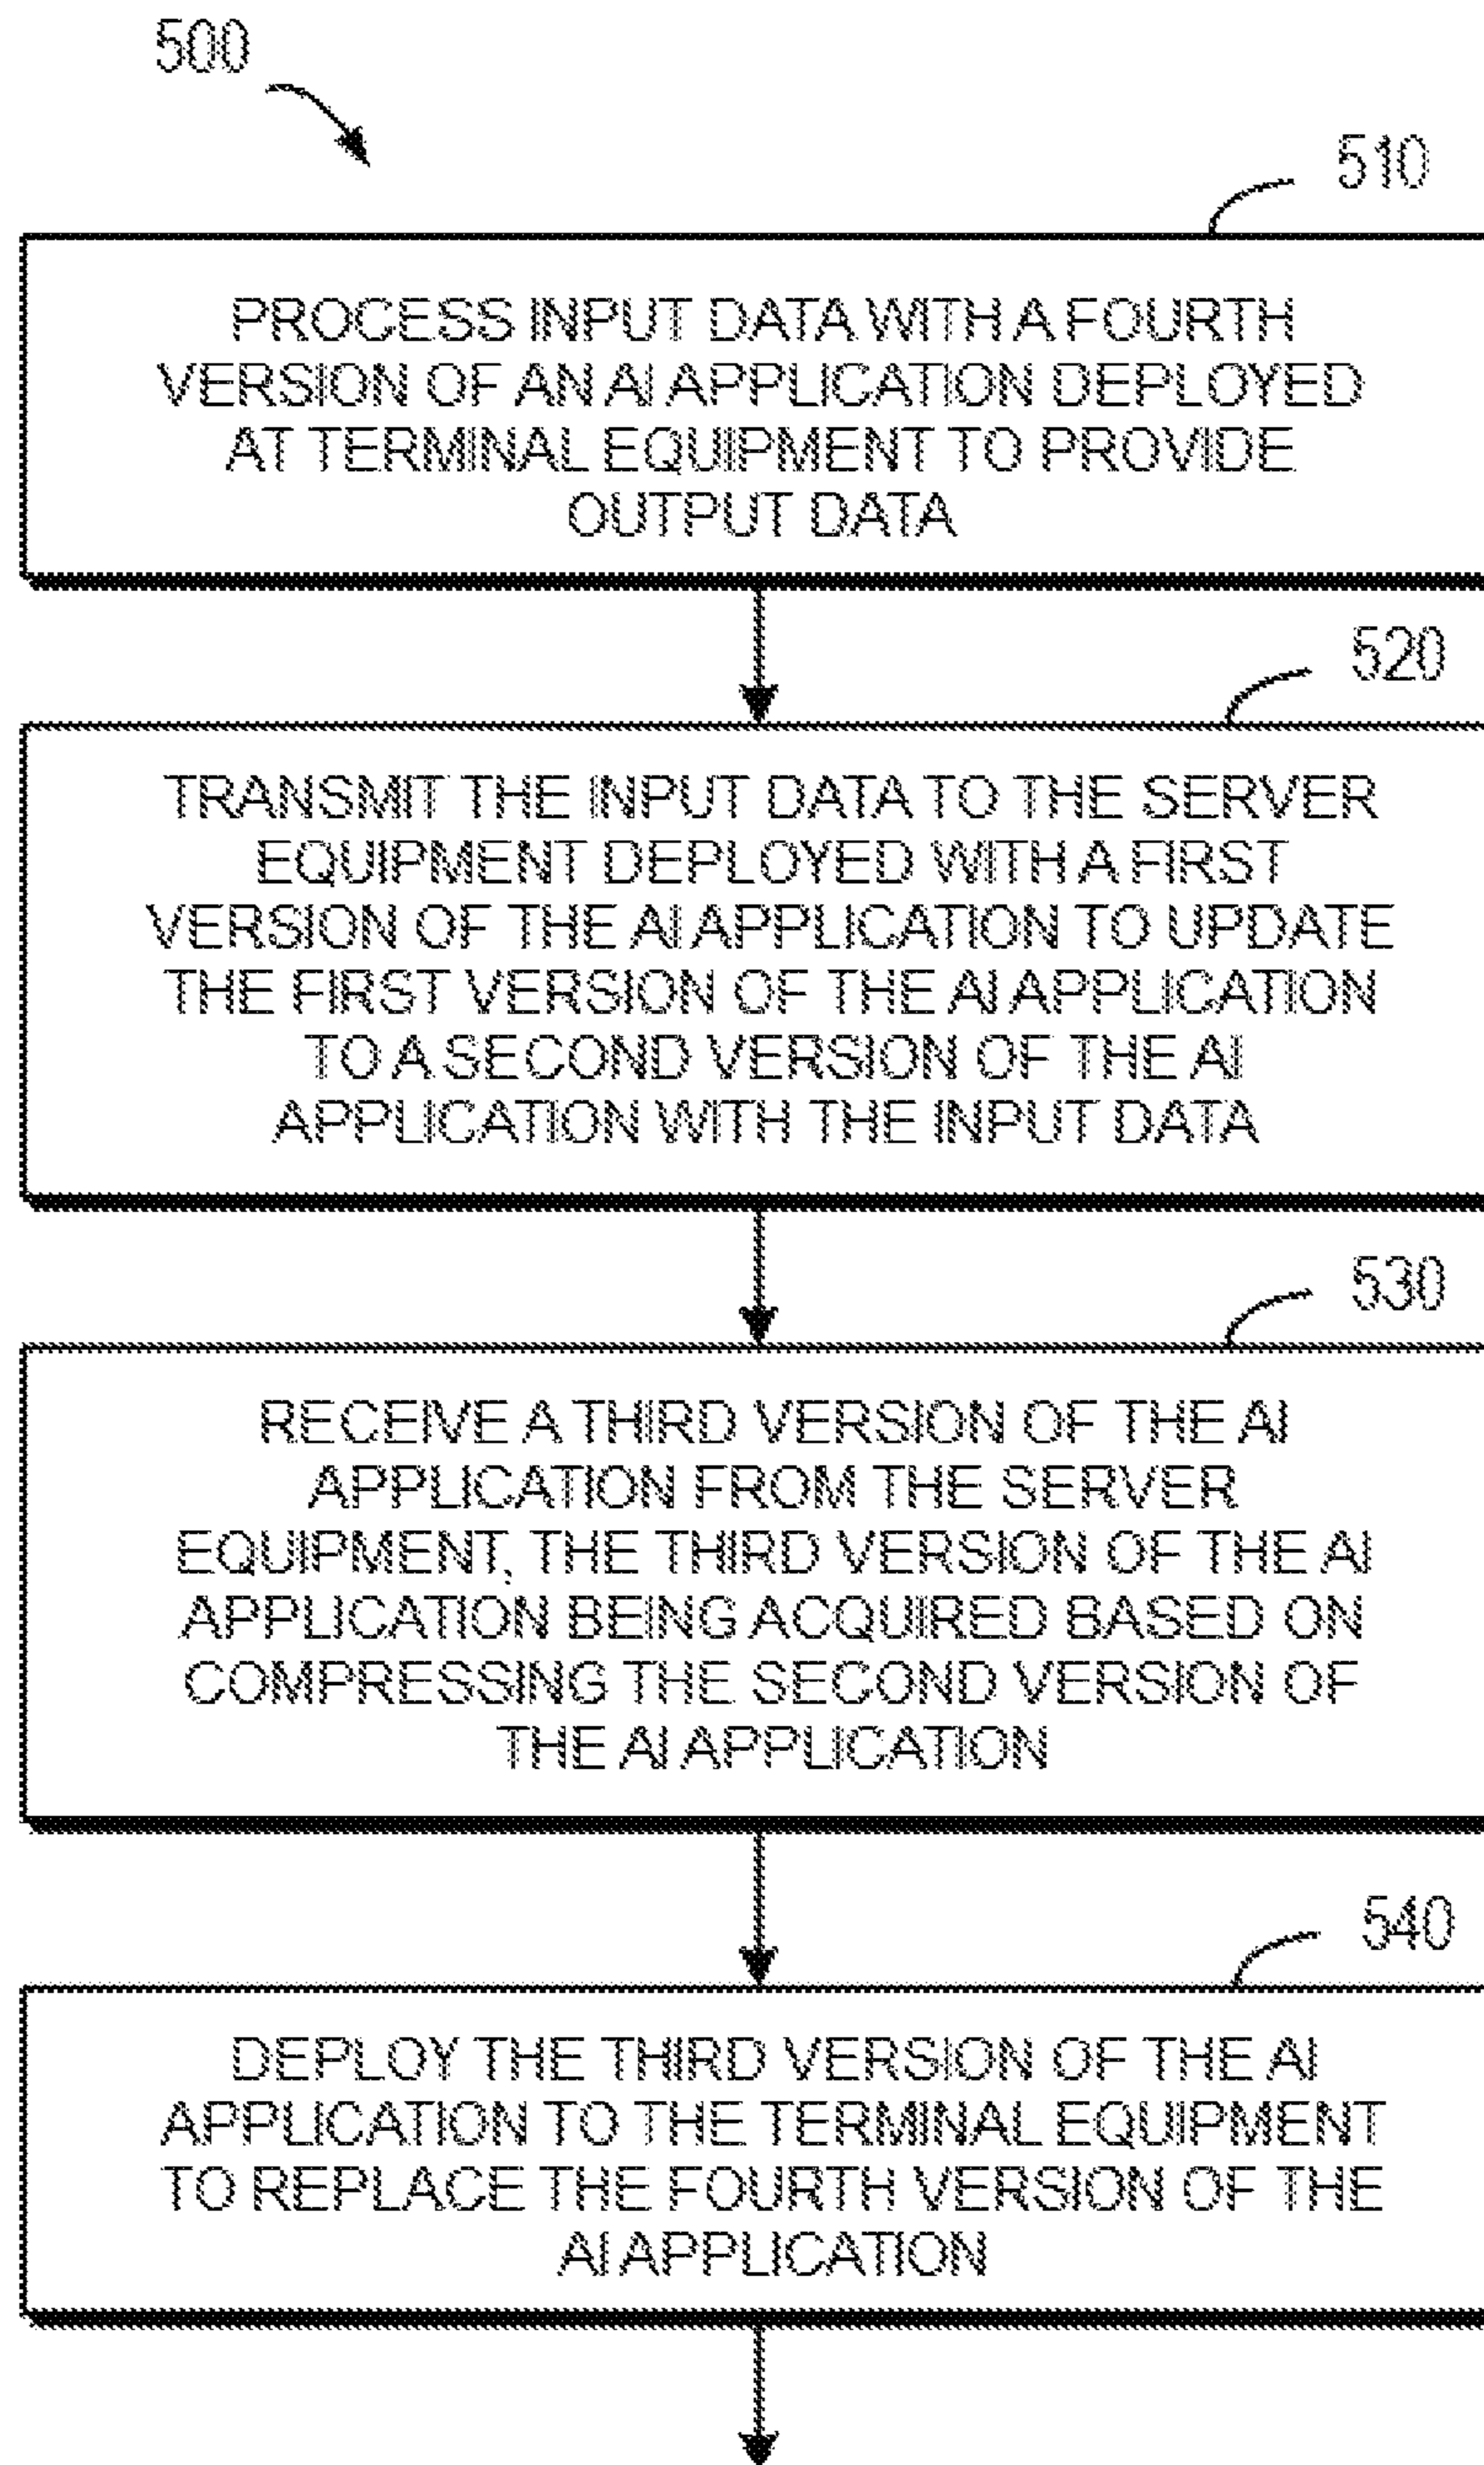 500
510
PROCESS INPUT DATA WITH A FOURTH
VERSION OF AN AI APPLICATION DEPLOYED
AT TERMINAL EQUIPMENT TO PROVIDE
OUTPUT DATA
520
TRANSMIT THE INPUT DATA TO THE SERVER
EQUIPMENT DEPLOYED WITH A FIRST
VERSION OF THE AI APPLICATION TO UPDATE
THE FIRST VERSION OF THE AI APPLICATION
TO A SECOND VERSION OF THE AI
APPLICATION WITH THE INPUT DATA
530
RECEIVE A THIRD VERSION OF THE AI
APPLICATION FROM THE SERVER
EQUIPMENT, THE THIRD VERSION OF THE AI
APPLICATION BEING ACQUIRED BASED ON
COMPRESSING THE SECOND VERSION OF
THE AI APPLICATION
540
DEPLOY THE THIRD VERSION OF THE AI
APPLICATION TO THE TERMINAL EQUIPMENT
TO REPLACE THE FOURTH VERSION OF THE
AI APPLICATION